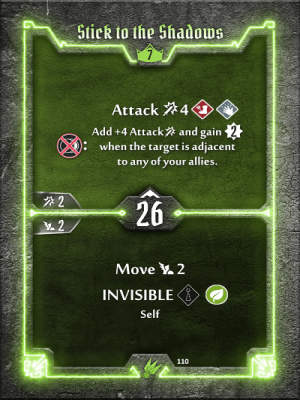 Stick to the Shadows
7
Attack 4
Add +4 Attack and gain 2
: when the target is adjacent
to any of your allies.
2
26
2
Move 2
INVISIBLE
Self
110